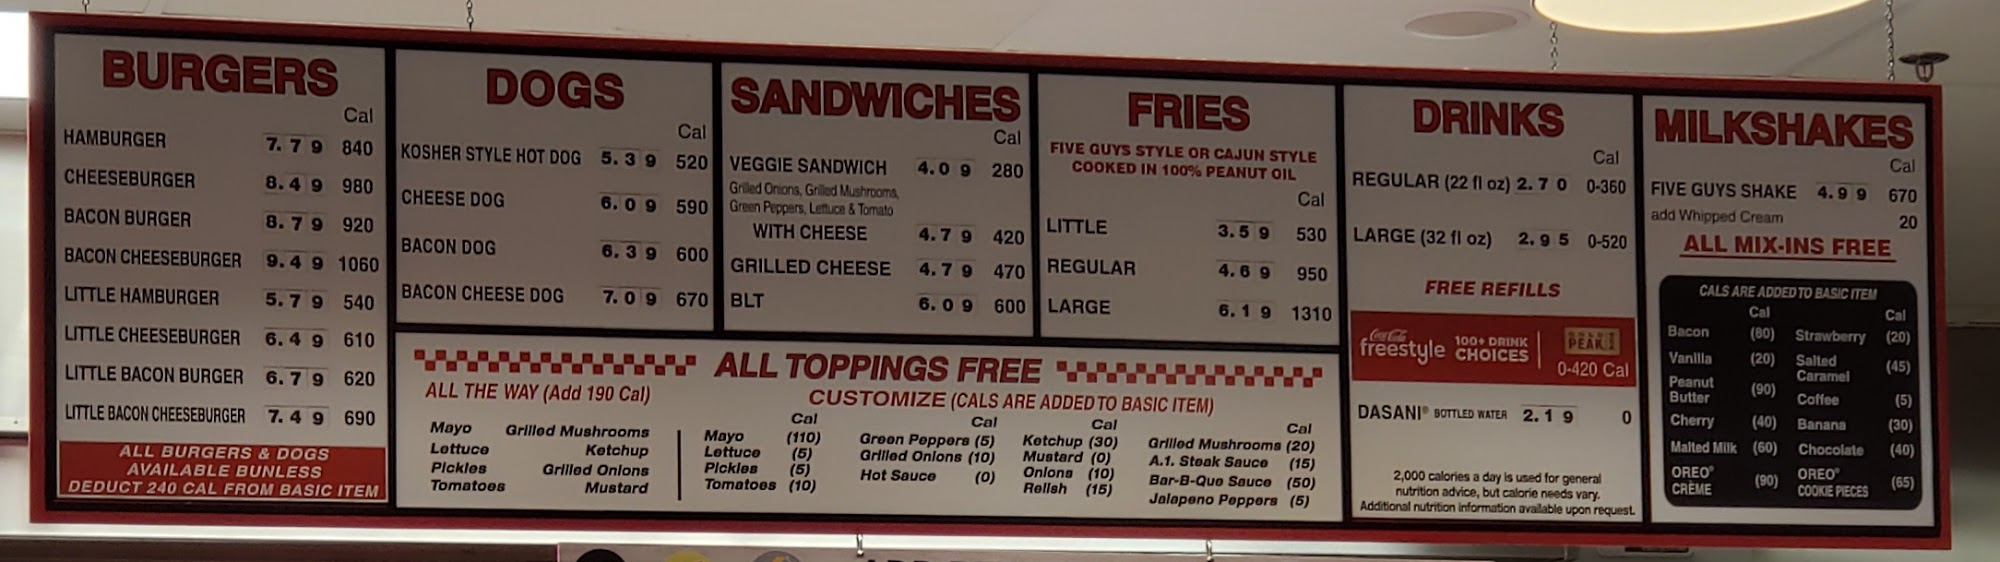 BURGERS
Cal
HAMBURGER 7.79 840
CHEESEBURGER 8.49 980
BACON BURGER 8.79 920
BACON CHEESEBURGER 9.49 1060
LITTLE HAMBURGER 5.79 540
LITTLE CHEESEBURGER 6.49 610
LITTLE BACON BURGER 6.79 620
LITTLE BACON CHEESEBURGER 7.49 690
ALL BURGERS & DOGS
AVAILABLE BUNLESS
DEDUCT 240 CAL FROM BASIC ITEM
DOGS
Cal
KOSHER STYLE HOT DOG 5.39 520
CHEESE DOG 6.09 590
BACON DOG 6.39 600
BACON CHEESE DOG 7.09 670
SANDWICHES
Cal
VEGGIE SANDWICH 4.09 280
Grilled Onions, Grilled Mushrooms,
Green Peppers, Lettuce & Tomato
WITH CHEESE 4.79 420
GRILLED CHEESE 4.79 470
BLT 6.09 600
FRIES
FIVE GUYS STYLE OR CAJUN STYLE
COOKED IN 100% PEANUT OIL
Cal
LITTLE 3.59 530
REGULAR 4.69 950
LARGE 6.19 1310
ALL TOPPINGS FREE
ALL THE WAY (Add 190 Cal)
Mayo Grilled Mushrooms
Lettuce Ketchup
Pickles Grilled Onions
Tomatoes Mustard
CUSTOMIZE (CALS ARE ADDED TO BASIC ITEM)
Cal
Mayo (110)
Lettuce (5)
Pickles (5)
Tomatoes (10)
Cal
Green Peppers (5)
Grilled Onions (10)
Hot Sauce (0)
Cal
Ketchup (30)
Mustard (0)
Onions (10)
Relish (15)
Cal
Grilled Mushrooms (20)
A.1. Steak Sauce (15)
Bar-B-Que Sauce (50)
Jalapeno Peppers (5)
DRINKS
Cal
REGULAR (22 fl oz) 2.70 0-360
LARGE (32 fl oz) 2.95 0-520
FREE REFILLS
Coca-Cola
freestyle
100+ DRINK
CHOICES
GOLD
PEAK
0-420 Cal
DASANI® BOTTLED WATER 2.19 0
2,000 calories a day is used for general
nutrition advice, but calorie needs vary.
Additional nutrition information available upon request.
MILKSHAKES
Cal
FIVE GUYS SHAKE 4.99 670
add Whipped Cream 20
ALL MIX-INS FREE
CALS ARE ADDED TO BASIC ITEM
Cal
Bacon (80)
Vanilla (20)
Peanut
Butter (90)
Cherry (40)
Malted Milk (60)
OREO®
CRÈME (90)
Cal
Strawberry (20)
Salted
Caramel (45)
Coffee (5)
Banana (30)
Chocolate (40)
OREO®
COOKIE PIECES (65)